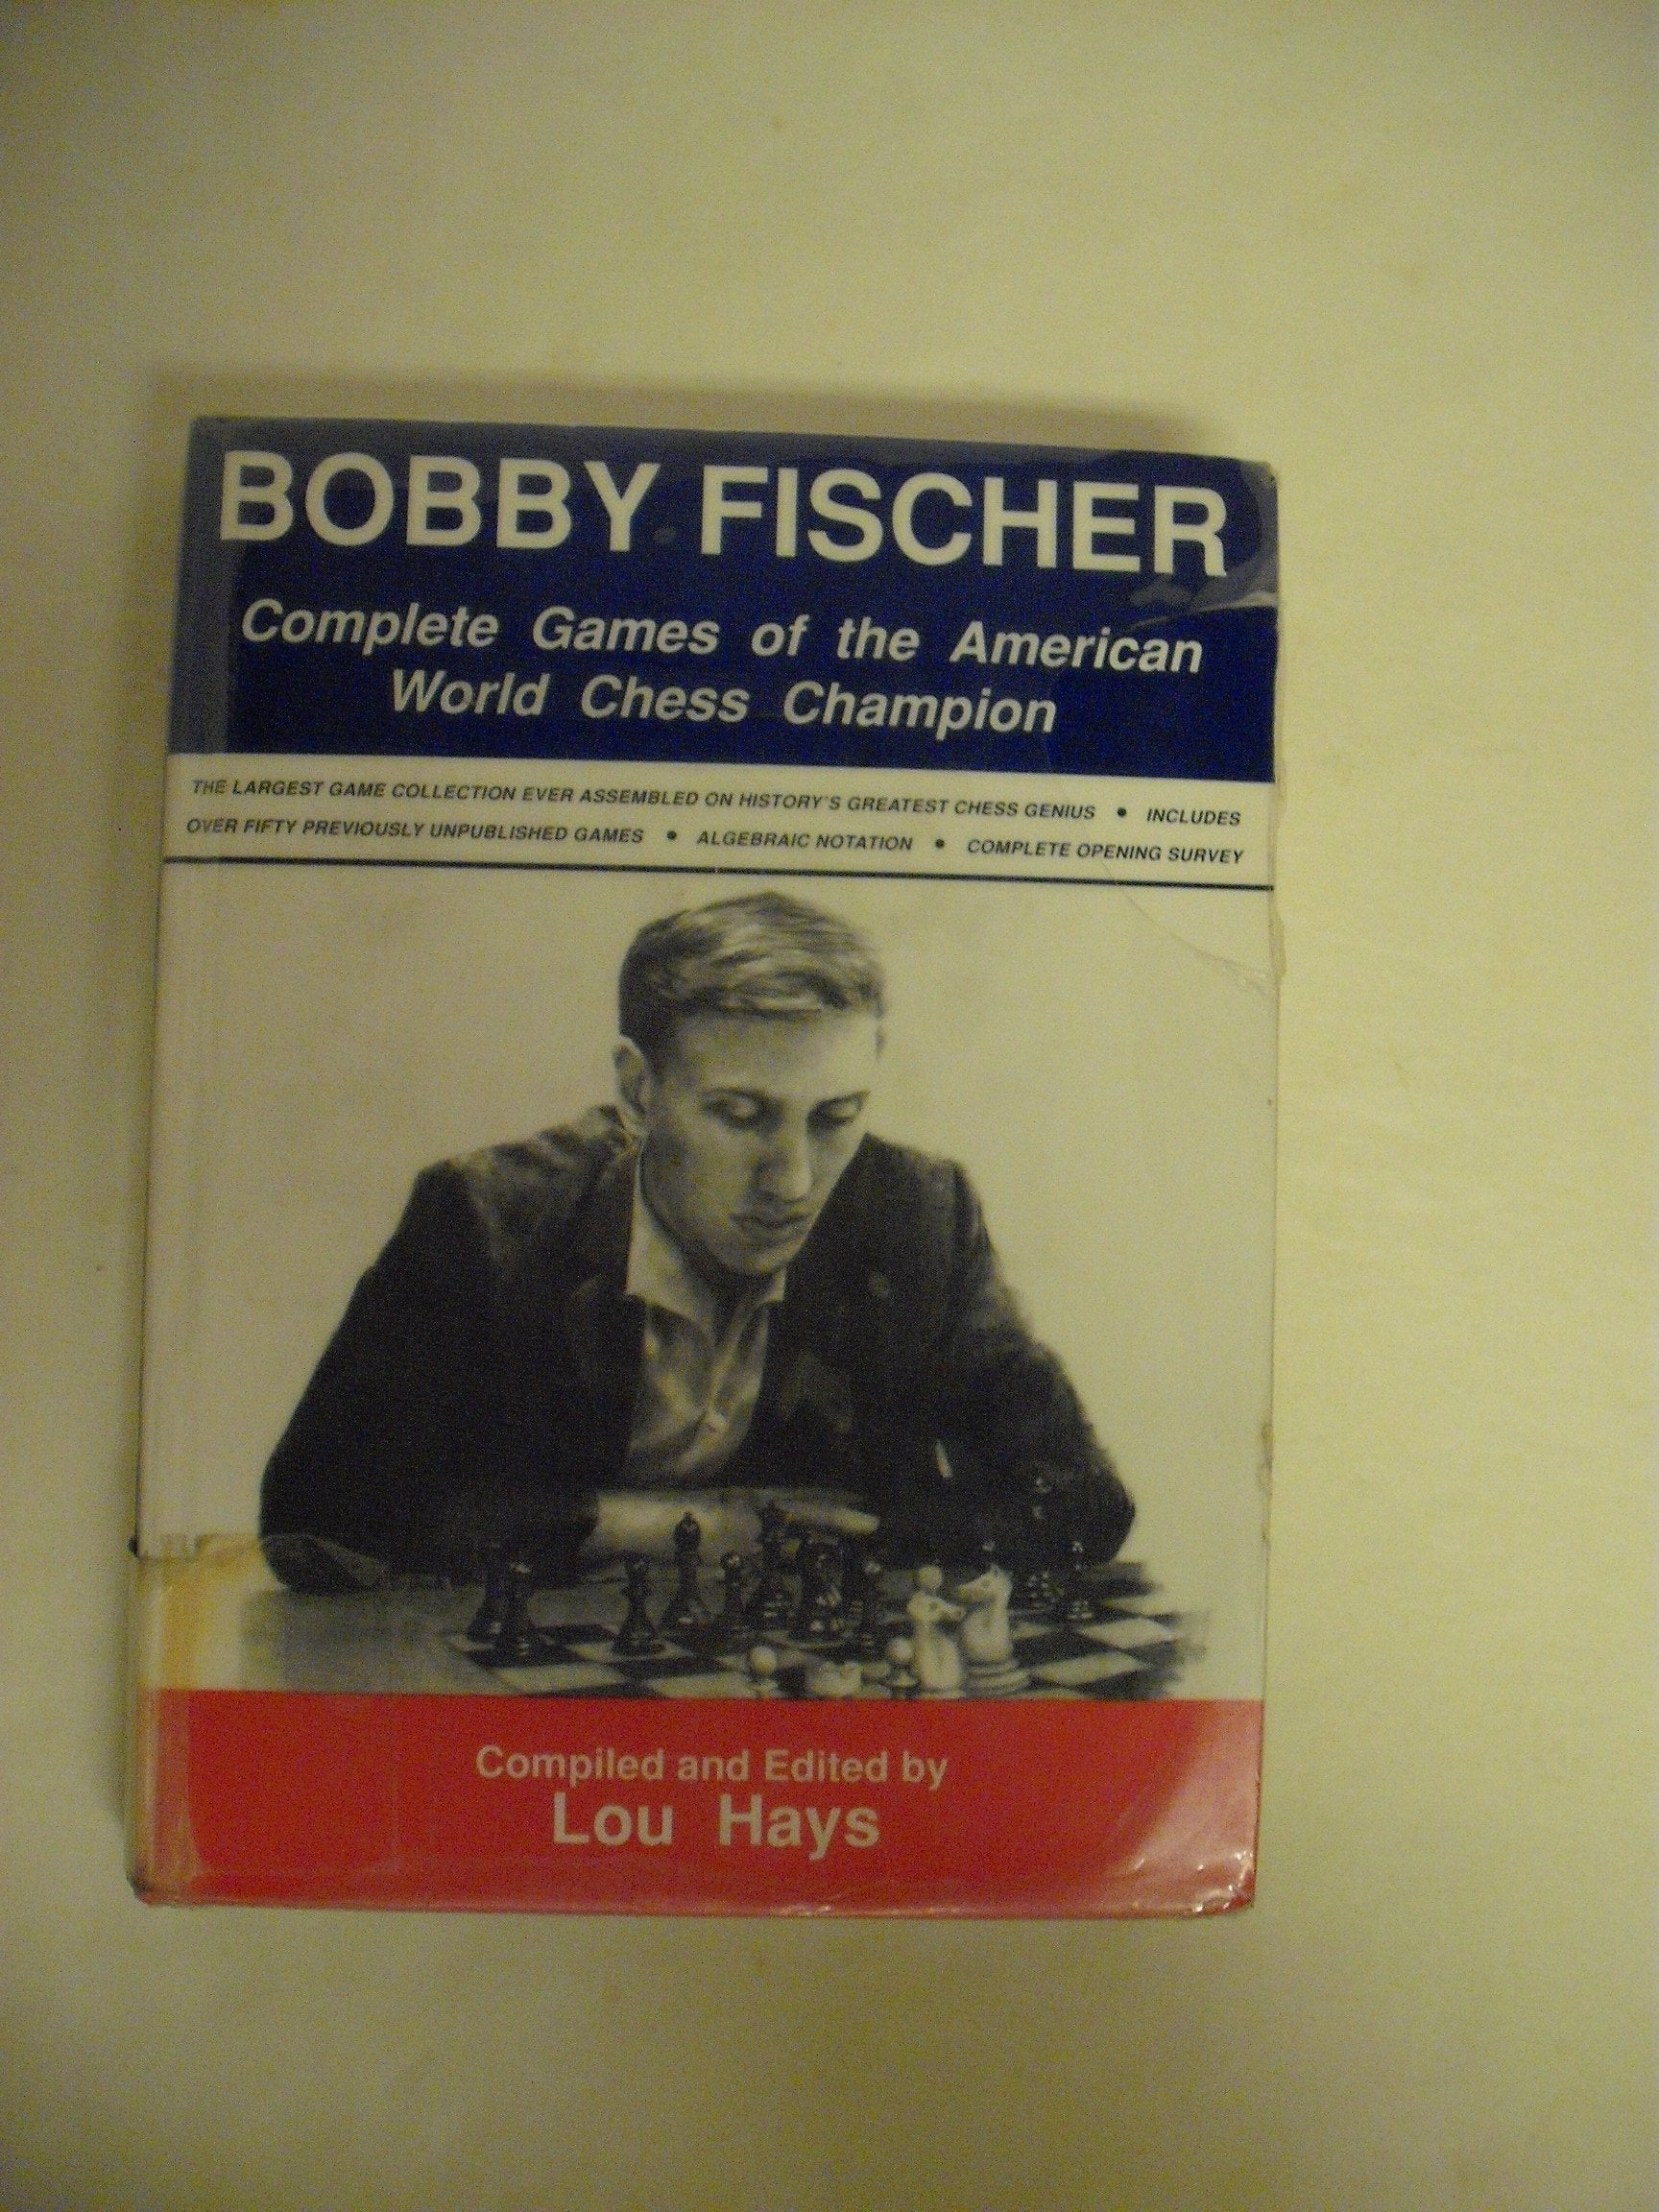 BOBBY FISCHER
Complete Games of the American
World Chess Champion
THE LARGEST GAME COLLECTION EVER ASSEMBLED ON HISTORY'S GREATEST CHESS GENIUS • INCLUDES
OVER FIFTY PREVIOUSLY UNPUBLISHED GAMES • ALGEBRAIC NOTATION • COMPLETE OPENING SURVEY
Compiled and Edited by
Lou Hays